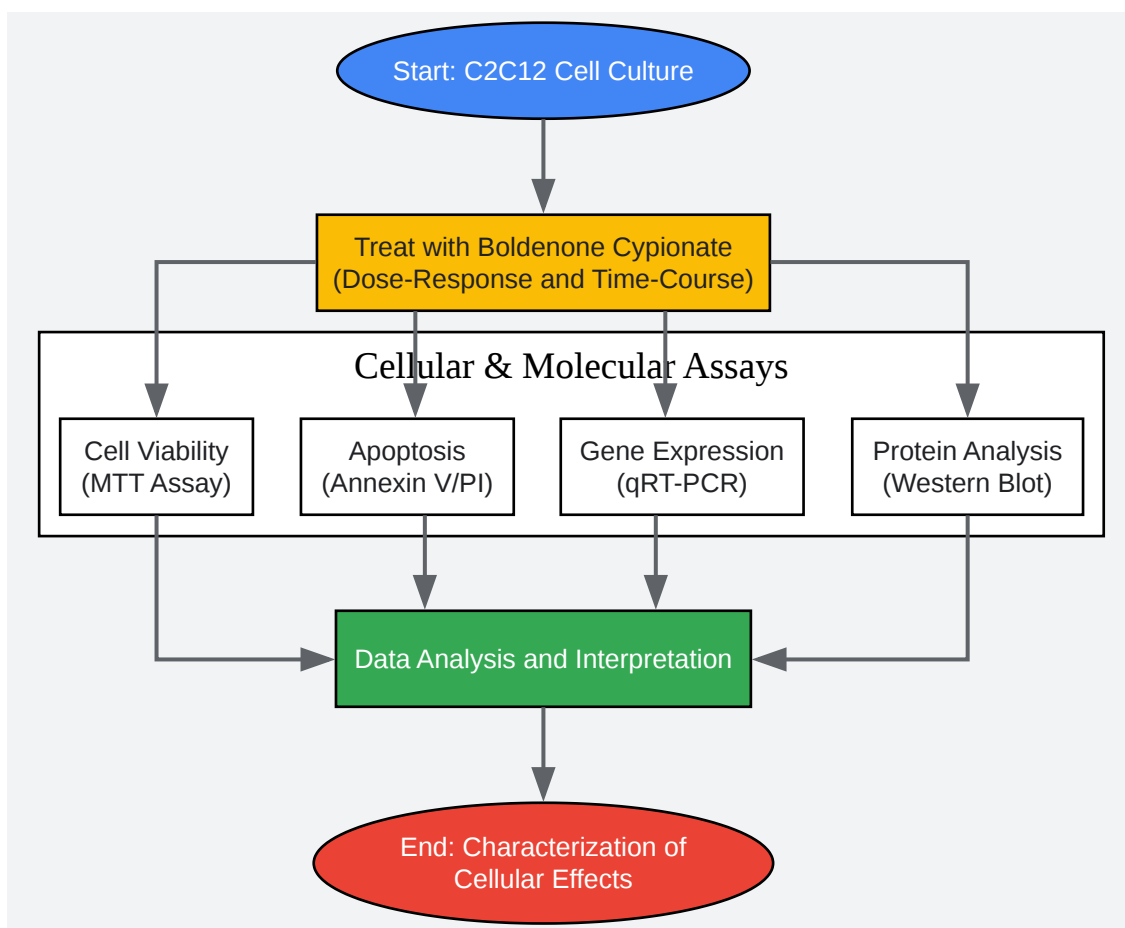 Start: C2C12 Cell Culture
Treat with Boldenone Cypionate
(Dose-Response and Time-Course)
Cellular & Molecular Assays
Cell Viability
(MTT Assay)
Apoptosis
(Annexin V/PI)
Gene Expression
(qRT-PCR)
Protein Analysis
(Western Blot)
Data Analysis and Interpretation
End: Characterization of
Cellular Effects